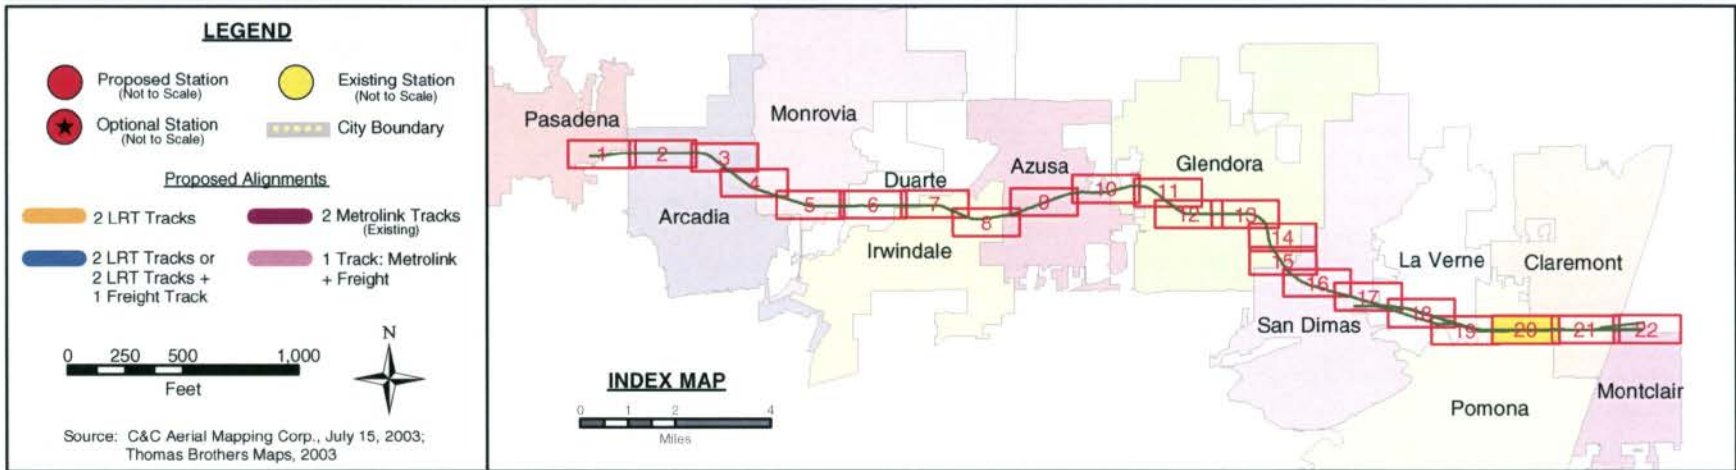 LEGEND
Proposed Station
(Not to Scale)
Existing Station
(Not to Scale)
Optional Station
(Not to Scale)
City Boundary
Proposed Alignments
2 LRT Tracks
2 Metrolink Tracks
(Existing)
2 LRT Tracks or
2 LRT Tracks +
1 Freight Track
1 Track: Metrolink
+ Freight
N
0 250 500 1,000
Feet
Source: C&C Aerial Mapping Corp., July 15, 2003;
Thomas Brothers Maps, 2003
Pasadena
Monrovia
Arcadia
Duarte
Irwindale
Azusa
Glendora
San Dimas
La Verne
Claremont
Pomona
Montclair
1
2
3
4
5
6
7
8
9
10
11
12
13
14
15
16
17
18
19
20
21
22
INDEX MAP
0 1 2 4
Miles